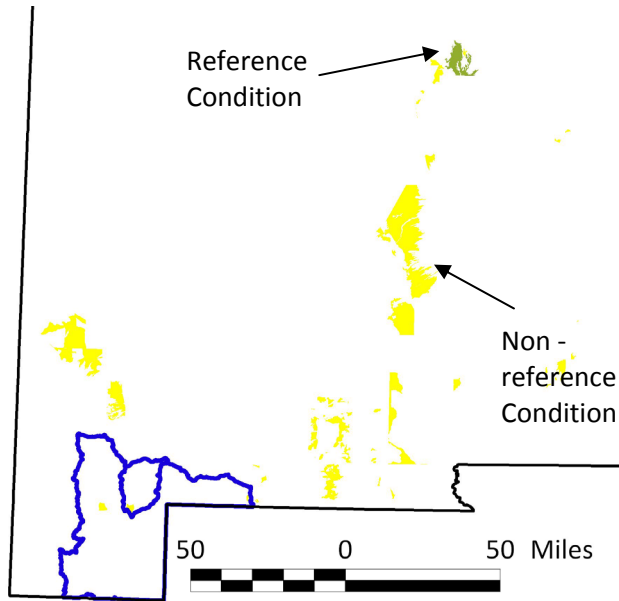 Reference
Condition
Non -
reference
Condition
50 0 50 Miles